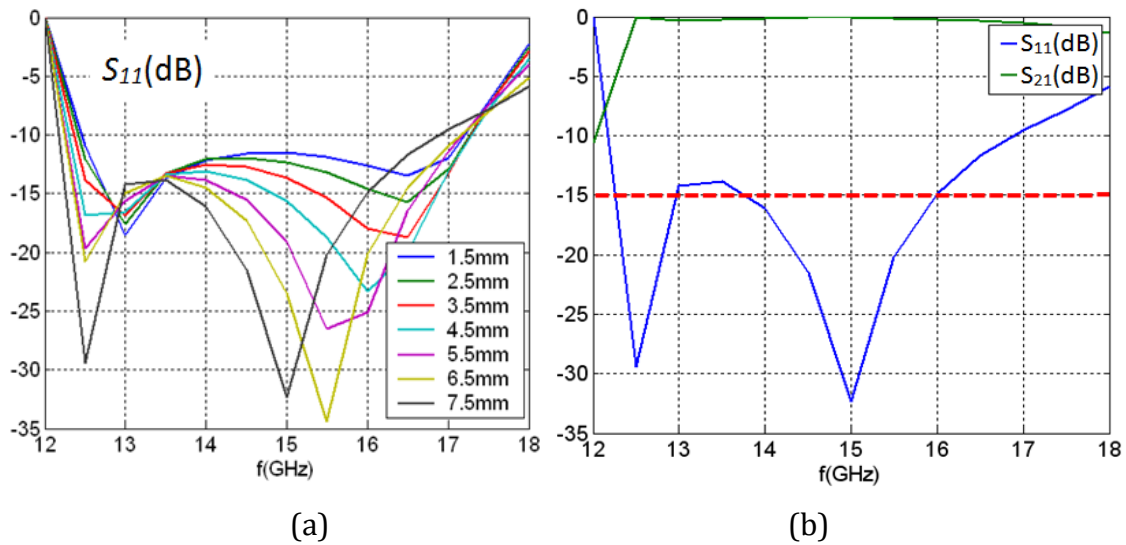 S11(dB)
0
-5
-10
-15
-20
-25
-30
-35
1.5mm
2.5mm
3.5mm
4.5mm
5.5mm
6.5mm
7.5mm
12 13 14 15 16 17 18
f(GHz)
(a)
0
-5
-10
-15
-20
-25
-30
-35
S11(dB)
S21(dB)
12 13 14 15 16 17 18
f(GHz)
(b)